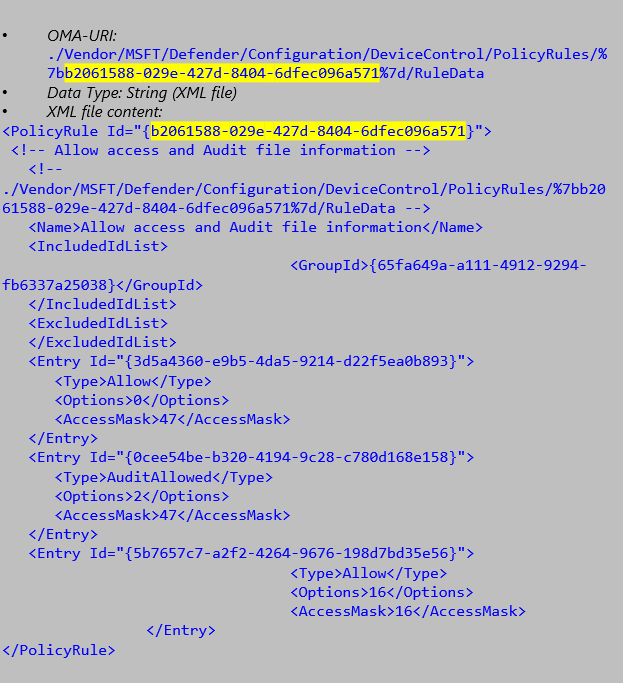 • OMA-URI:
./Vendor/MSFT/Defender/Configuration/DeviceControl/PolicyRules/%
7bb2061588-029e-427d-8404-6dfec096a571%7d/RuleData
• Data Type: String (XML file)
• XML file content:
<PolicyRule Id="{b2061588-029e-427d-8404-6dfec096a571}">
<!-- Allow access and Audit file information -->
<!--
./Vendor/MSFT/Defender/Configuration/DeviceControl/PolicyRules/%7bb20
61588-029e-427d-8404-6dfec096a571%7d/RuleData -->
<Name>Allow access and Audit file information</Name>
<IncludedIdList>
<GroupId>{65fa649a-a111-4912-9294-
fb6337a25038}</GroupId>
</IncludedIdList>
<ExcludedIdList>
</ExcludedIdList>
<Entry Id="{3d5a4360-e9b5-4da5-9214-d22f5ea0b893}">
<Type>Allow</Type>
<Options>0</Options>
<AccessMask>47</AccessMask>
</Entry>
<Entry Id="{0cee54be-b320-4194-9c28-c780d168e158}">
<Type>AuditAllowed</Type>
<Options>2</Options>
<AccessMask>47</AccessMask>
</Entry>
<Entry Id="{5b7657c7-a2f2-4264-9676-198d7bd35e56}">
<Type>Allow</Type>
<Options>16</Options>
<AccessMask>16</AccessMask>
</Entry>
</PolicyRule>